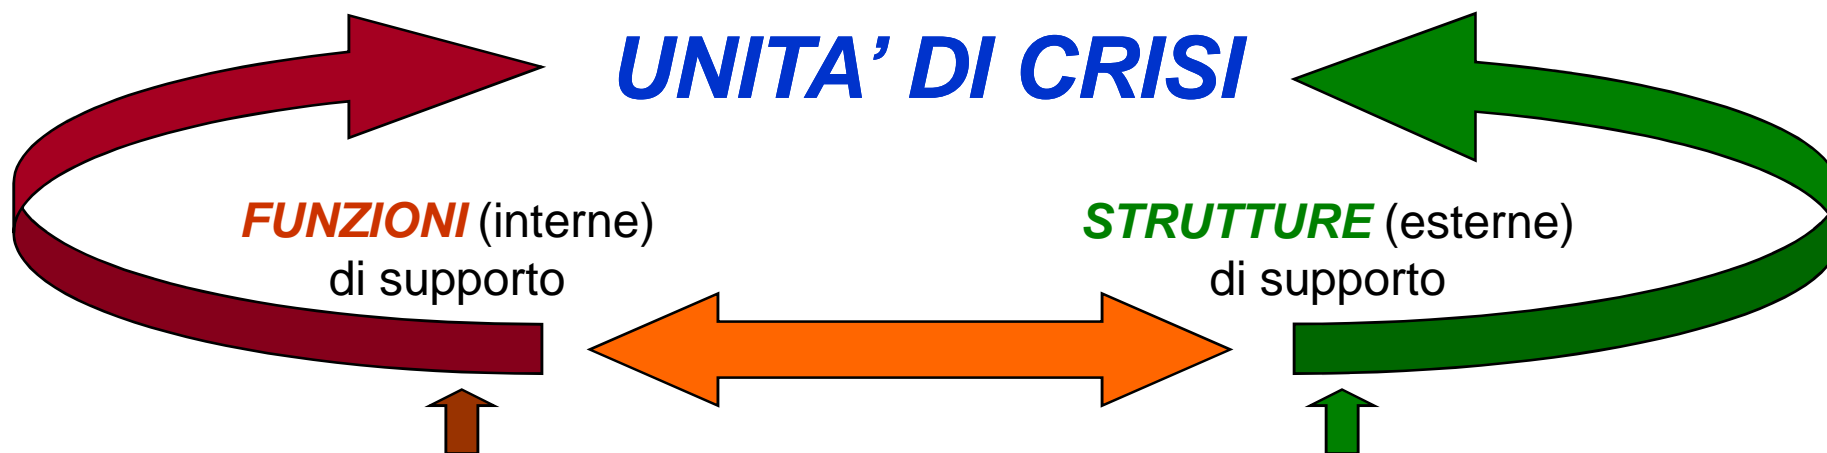 UNITA’ DI CRISI
FUNZIONI (interne)
di supporto
STRUTTURE (esterne)
di supporto